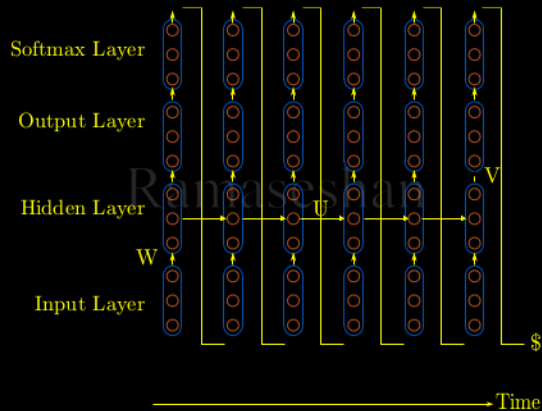 Softmax Layer
Output Layer
Ramaseshan
V
Hidden Layer
U
W
Input Layer
$
Time